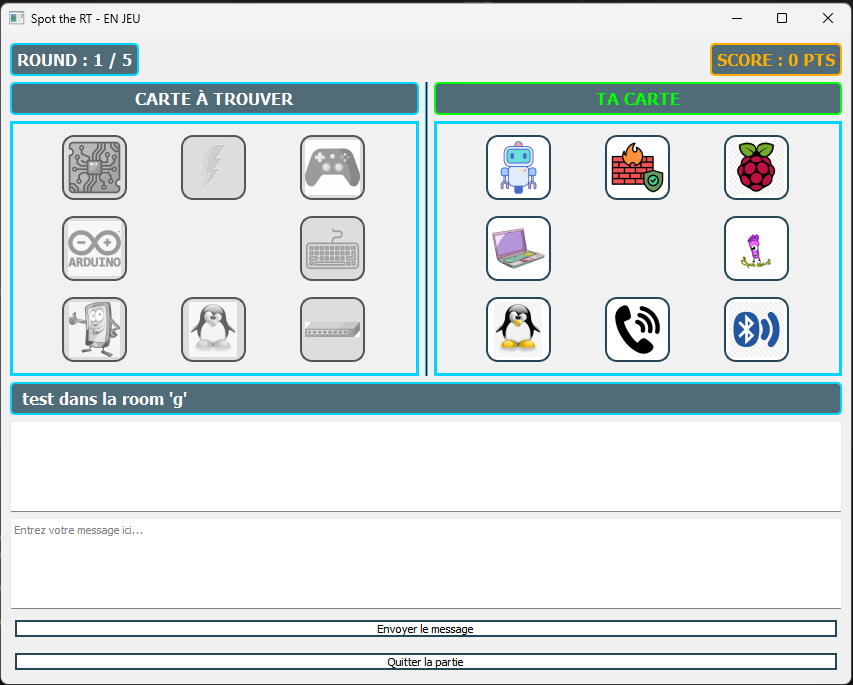 Spot the RT - EN JEU
ROUND : 1 / 5
SCORE : 0 PTS
CARTE À TROUVER
TA CARTE
ARDUINO
test dans la room 'g'
Entrez votre message ici...
Envoyer le message
Quitter la partie